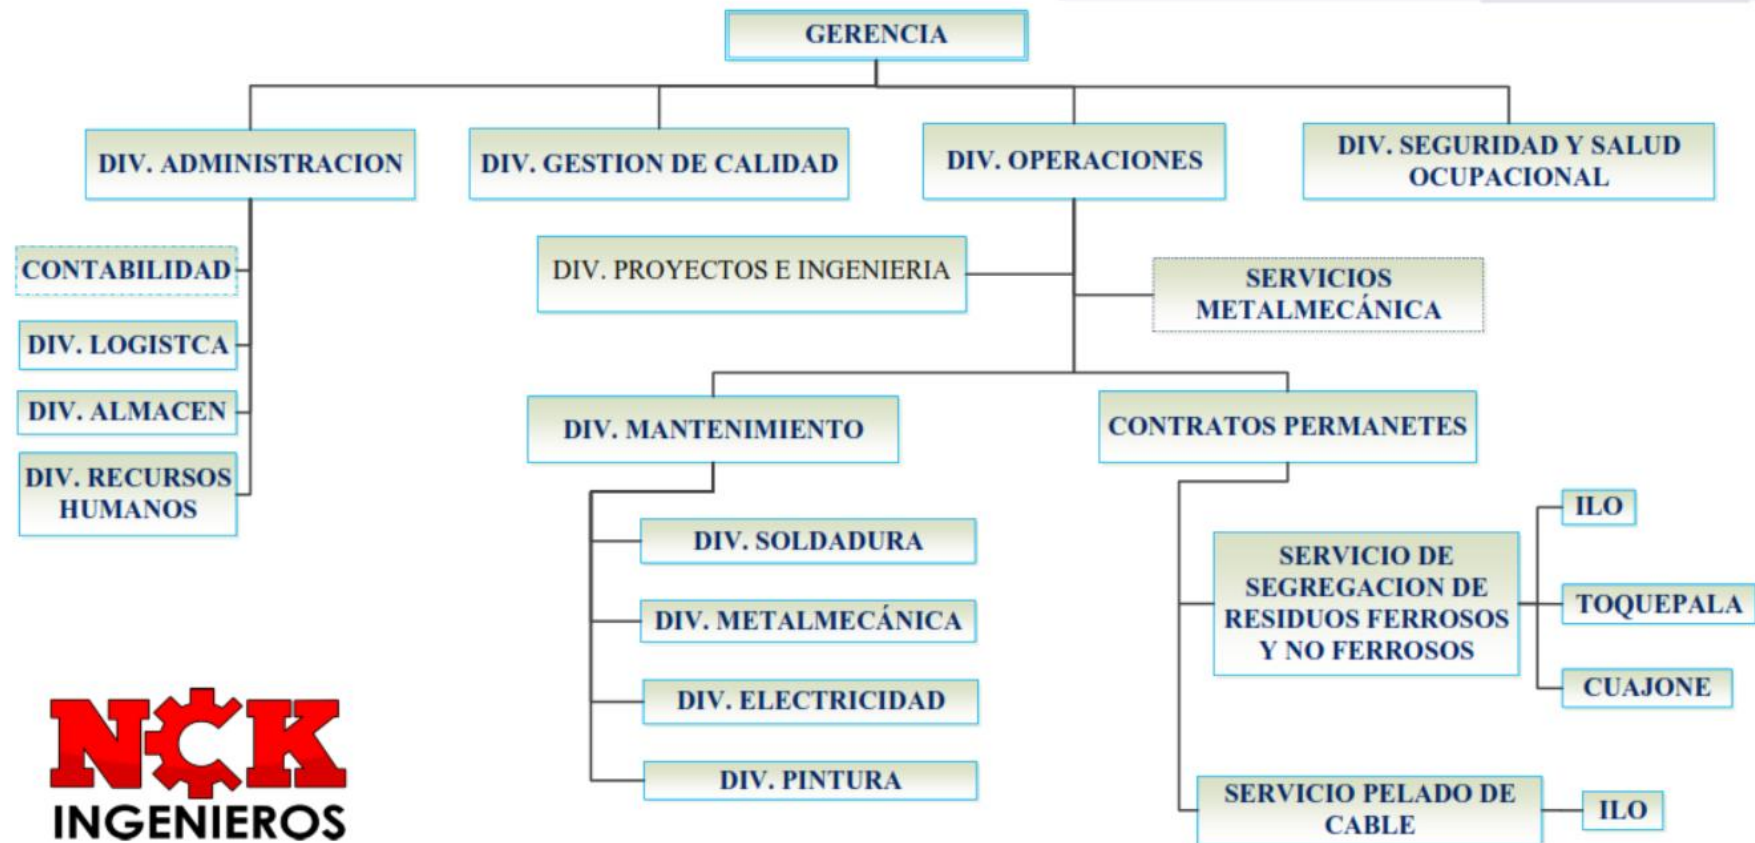 GERENCIA
DIV. ADMINISTRACION
DIV. GESTION DE CALIDAD
DIV. OPERACIONES
DIV. SEGURIDAD Y SALUD
OCUPACIONAL
CONTABILIDAD
DIV. LOGISTCA
DIV. ALMACEN
DIV. RECURSOS
HUMANOS
DIV. PROYECTOS E INGENIERIA
SERVICIOS
METALMECÁNICA
DIV. MANTENIMIENTO
CONTRATOS PERMANETES
DIV. SOLDADURA
DIV. METALMECÁNICA
DIV. ELECTRICIDAD
DIV. PINTURA
SERVICIO DE
SEGREGACION DE
RESIDUOS FERROSOS
Y NO FERROSOS
ILO
TOQUEPALA
CUAJONE
SERVICIO PELADO DE
CABLE
ILO
NCK
INGENIEROS